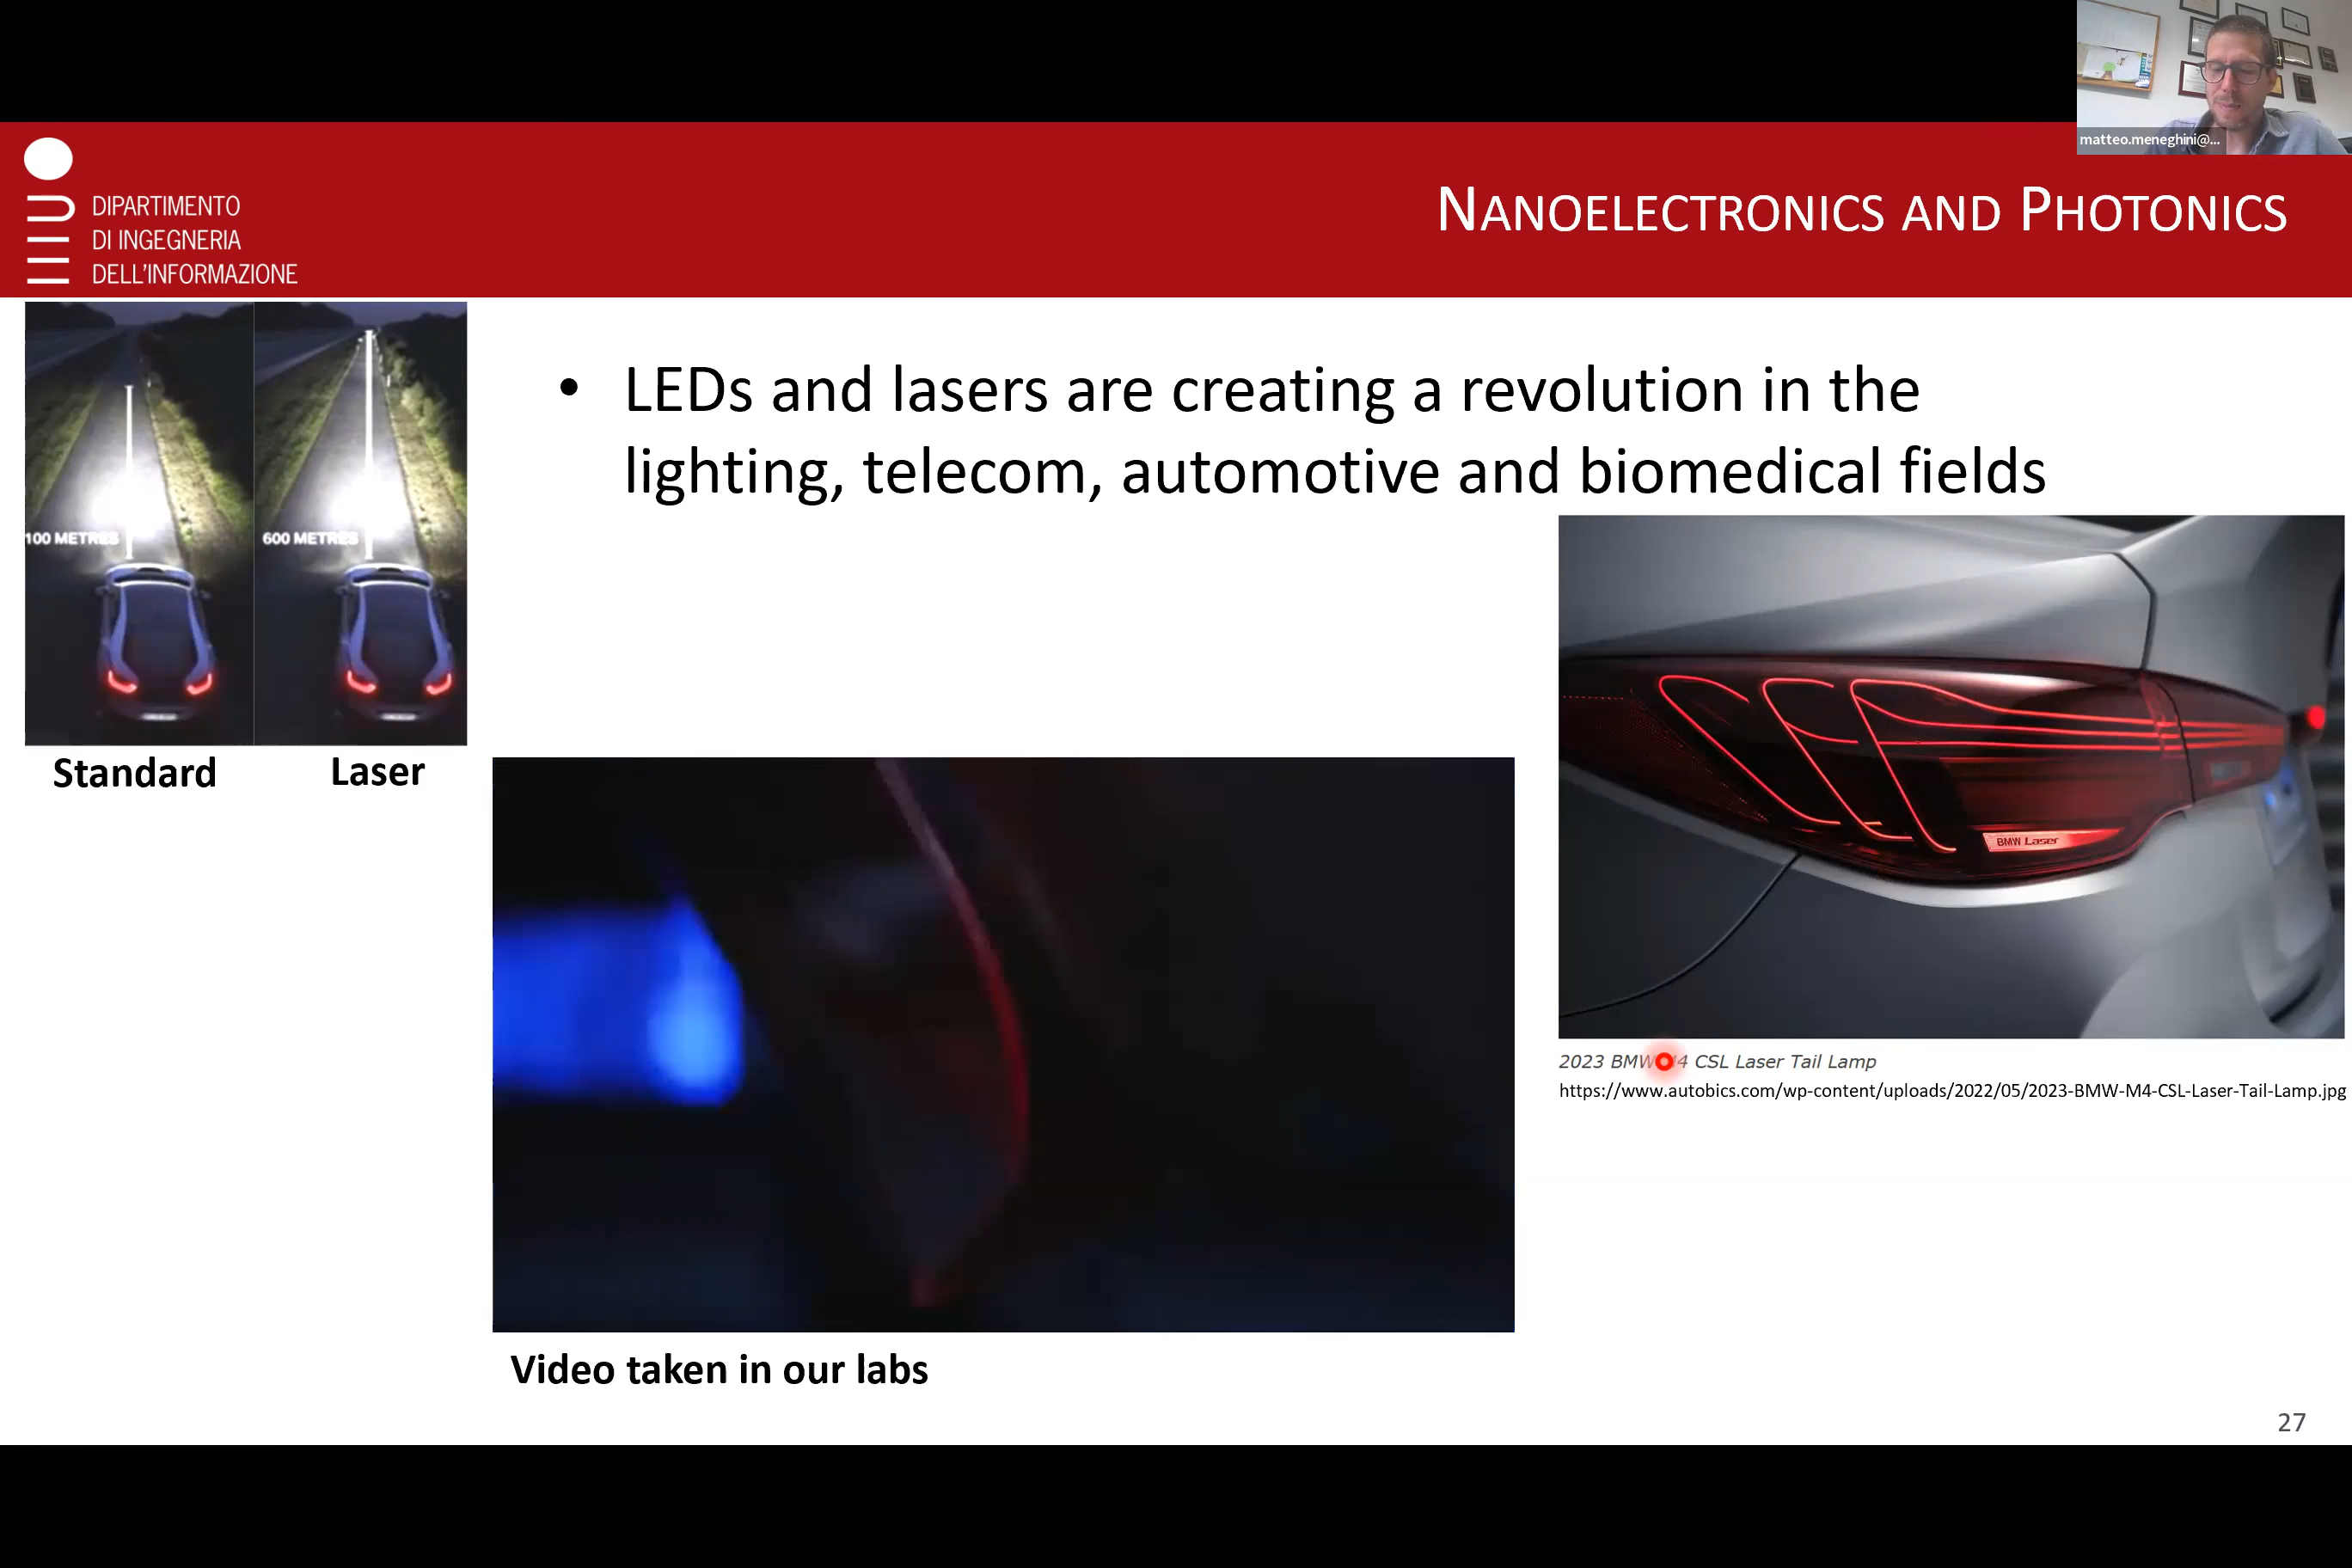 matteo.meneghini@...
DIPARTIMENTO
DI INGEGNERIA
DELL'INFORMAZIONE
NANOELECTRONICS AND PHOTONICS
• LEDs and lasers are creating a revolution in the
lighting, telecom, automotive and biomedical fields
100 METRES
600 METRES
Standard
Laser
BMW Laser
2023 BMW M4 CSL Laser Tail Lamp
https://www.autobics.com/wp-content/uploads/2022/05/2023-BMW-M4-CSL-Laser-Tail-Lamp.jpg
Video taken in our labs
27